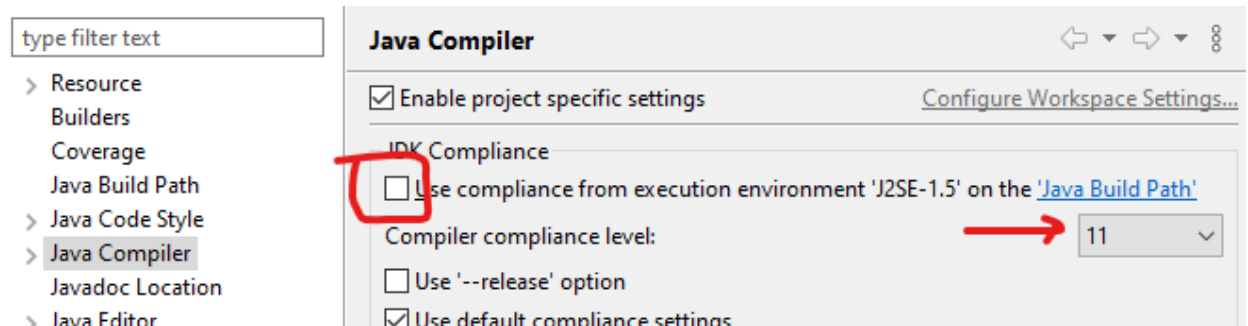 type filter text
Resource
Builders
Coverage
Java Build Path
Java Code Style
Java Compiler
Javadoc Location
Java Editor
Java Compiler
Enable project specific settings
Configure Workspace Settings...
JDK Compliance
Use compliance from execution environment 'J2SE-1.5' on the 'Java Build Path'
Compiler compliance level:
11
Use '--release' option
Use default compliance settings